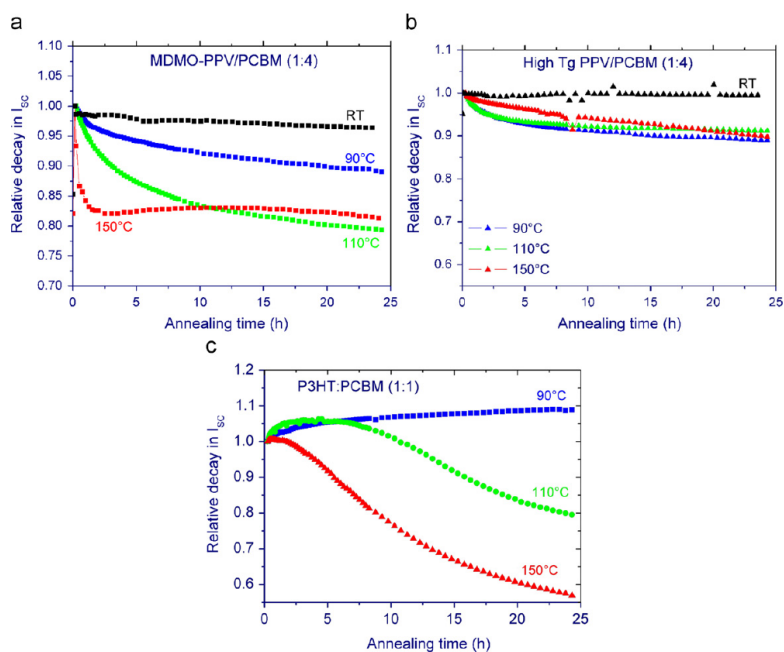 a
MDMO-PPV/PCBM (1:4)
Relative decay in I_SC
1.10
1.05
1.00
0.95
0.90
0.85
0.80
0.75
0.70
RT
90°C
150°C
110°C
0 5 10 15 20 25
Annealing time (h)
b
High Tg PPV/PCBM (1:4)
Relative decay in I_SC
1.1
1.0
0.9
0.8
0.7
0.6
RT
90°C
110°C
150°C
0 5 10 15 20 25
Annealing time (h)
c
P3HT:PCBM (1:1)
Relative decay in I_SC
1.2
1.1
1.0
0.9
0.8
0.7
0.6
90°C
110°C
150°C
0 5 10 15 20 25
Annealing time (h)